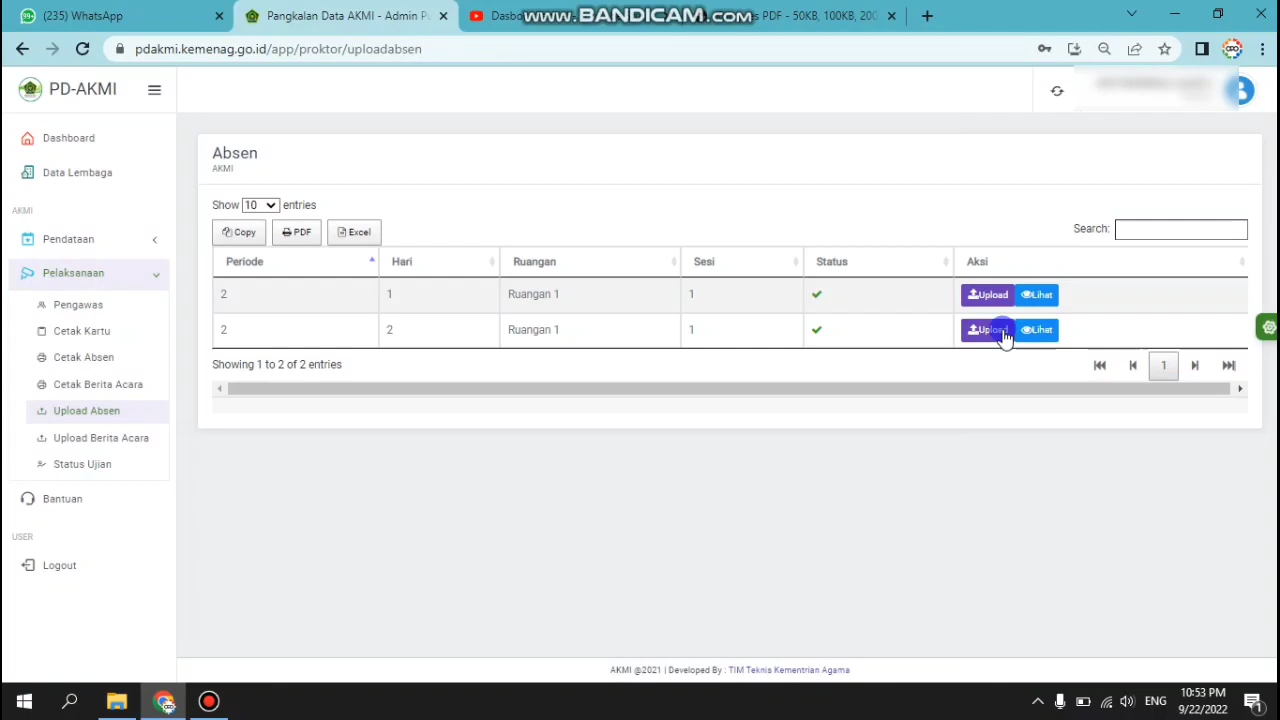 (235) WhatsApp
Pangkalan Data AKMI - Admin P
Dasbo
www.BANDICAM.com
s PDF - 50KB, 100KB, 200
pdakmi.kemenag.go.id/app/proktor/uploadabsen
PD-AKMI
Dashboard
Data Lembaga
AKMI
Pendataan
Pelaksanaan
Pengawas
Cetak Kartu
Cetak Absen
Cetak Berita Acara
Upload Absen
Upload Berita Acara
Status Ujian
Bantuan
USER
Logout
Absen
AKMI
Show 10 entries
Copy PDF Excel
Search:
Periode Hari Ruangan Sesi Status Aksi
2 1 Ruangan 1 1 Upload Lihat
2 2 Ruangan 1 1 Upload Lihat
Showing 1 to 2 of 2 entries
1
AKMI @2021 | Developed By : TIM Teknis Kementrian Agama
ENG
10:53 PM
9/22/2022
1